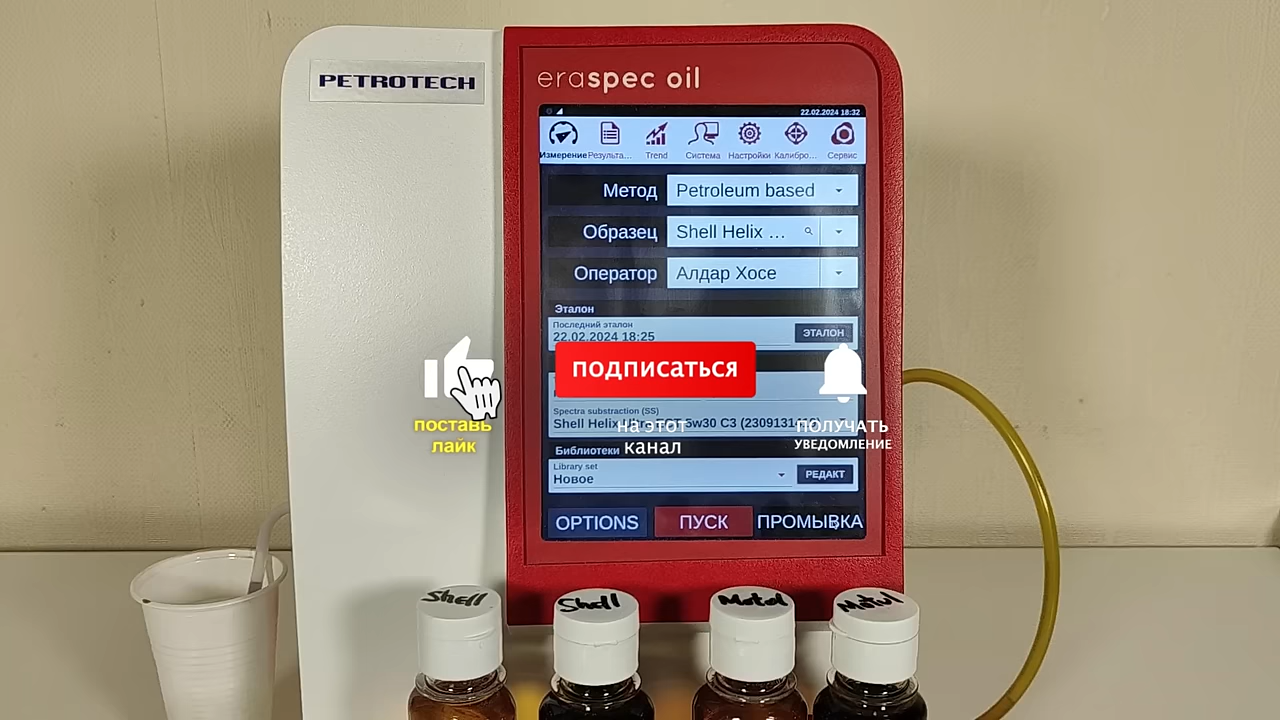 PETROTECH
eraspec oil
22.02.2024 18:32
Измерение Результа... Trend Система Настройки Калибро... Сервис
Метод Petroleum based
Образец Shell Helix ...
Оператор Алдар Хосе
Эталон
Последний эталон
22.02.2024 18:25
ЭТАЛОН
ПОДПИСАТЬСЯ
поставь
лайк
на этот
канал
ПОЛУЧАТЬ
УВЕДОМЛЕНИЕ
Spectra substraction (SS)
Shell Helix 5w30 C3
Библиотеки
Library set
Новое
РЕДАКТ
OPTIONS ПУСК ПРОМЫВКА
Shell
Shell
Motul
Motul